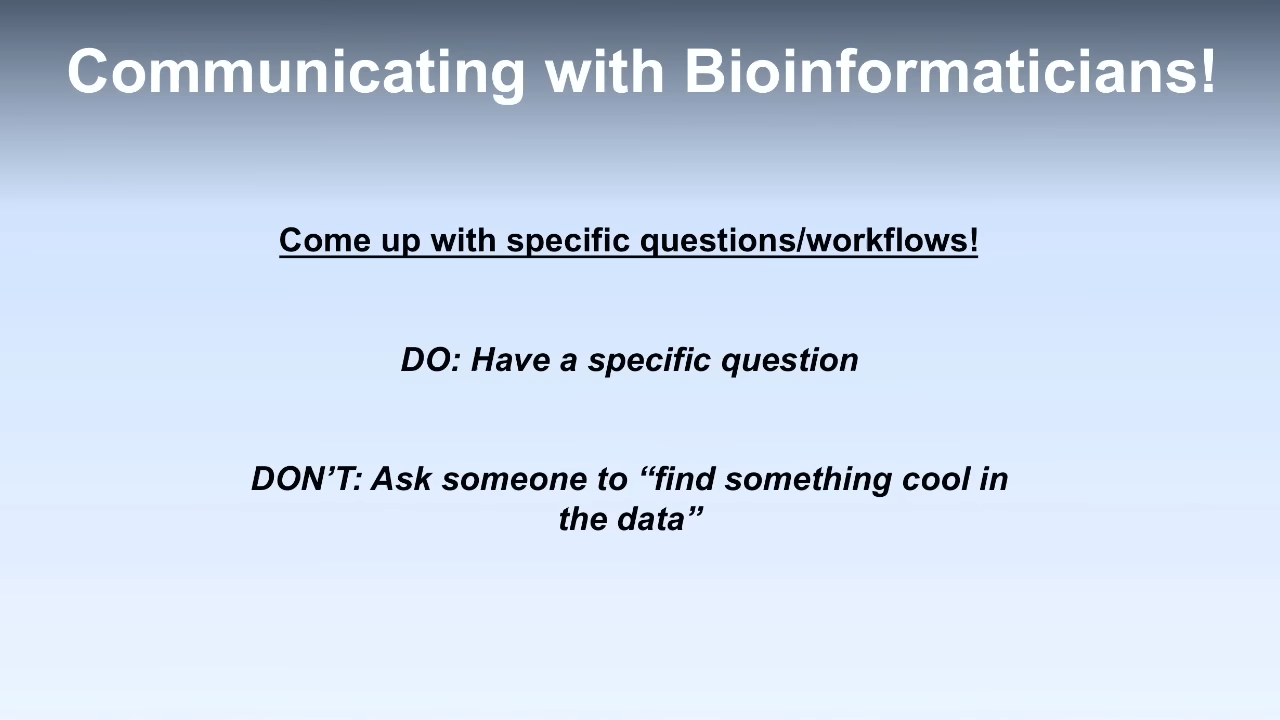 Communicating with Bioinformaticians!
Come up with specific questions/workflows!
DO: Have a specific question
DON’T: Ask someone to “find something cool in
the data”